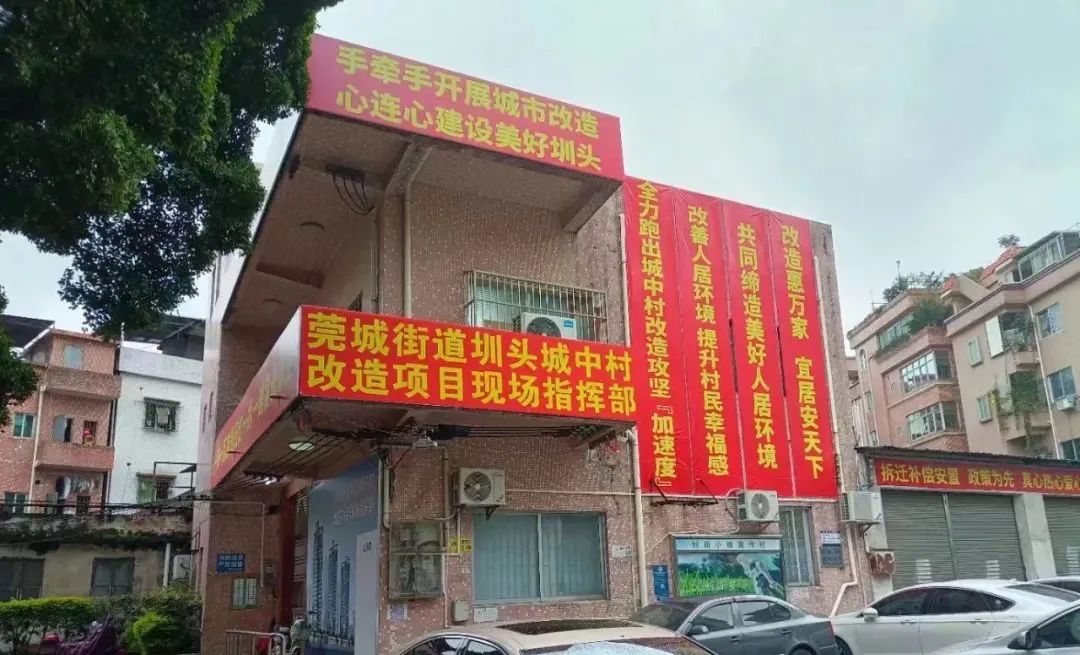 手牵手开展城市改造
心连心建设美好圳头
莞城街道圳头城中村
改造项目现场指挥部
全力跑出城中村改造攻坚『加速度』
改善人居环境 提升村民幸福感
共同缔造美好人居环境
改造惠万家 宜居安天下
拆迁补偿安置 政策为先 真心热心爱心